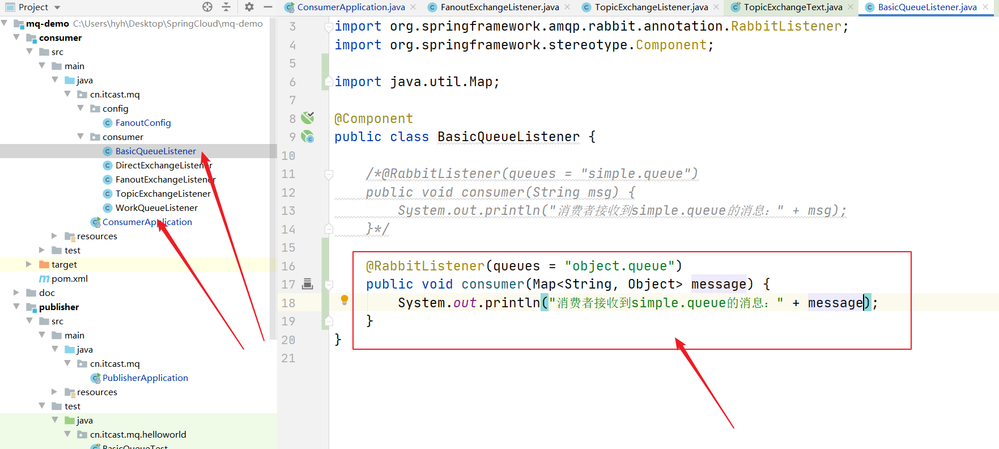 Project
mq-demo C:\Users\hyh\Desktop\SpringCloud\mq-demo
consumer
src
main
java
cn.itcast.mq
config
FanoutConfig
consumer
BasicQueueListener
DirectExchangeListener
FanoutExchangeListener
TopicExchangeListener
WorkQueueListener
ConsumerApplication
resources
test
target
pom.xml
doc
publisher
src
main
java
cn.itcast.mq
PublisherApplication
resources
test
java
cn.itcast.mq.helloworld
BasicQueueTest
ConsumerApplication.java FanoutExchangeListener.java TopicExchangeListener.java TopicExchangeText.java BasicQueueListener.java
3 import org.springframework.amqp.rabbit.annotation.RabbitListener;
4 import org.springframework.stereotype.Component;
5
6 import java.util.Map;
7
8 @Component
9 public class BasicQueueListener {
10
11 /*@RabbitListener(queues = "simple.queue")
12 public void consumer(String msg) {
13 System.out.println("消费者接收到simple.queue的消息：" + msg);
14 }*/
15
16 @RabbitListener(queues = "object.queue")
17 public void consumer(Map<String, Object> message) {
18 System.out.println("消费者接收到simple.queue的消息：" + message);
19 }
20 }
21